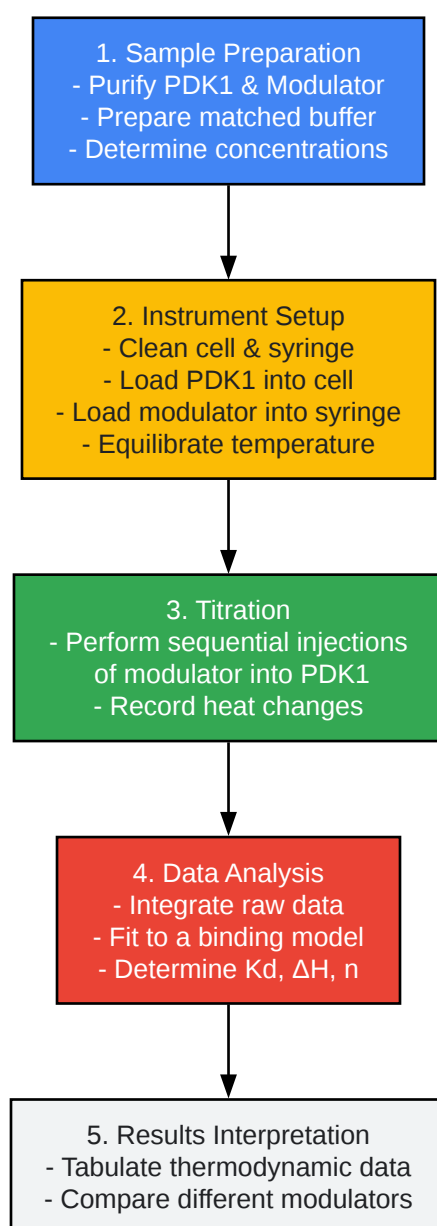 1. Sample Preparation
- Purify PDK1 & Modulator
- Prepare matched buffer
- Determine concentrations
2. Instrument Setup
- Clean cell & syringe
- Load PDK1 into cell
- Load modulator into syringe
- Equilibrate temperature
3. Titration
- Perform sequential injections
of modulator into PDK1
- Record heat changes
4. Data Analysis
- Integrate raw data
- Fit to a binding model
- Determine Kd, ΔH, n
5. Results Interpretation
- Tabulate thermodynamic data
- Compare different modulators